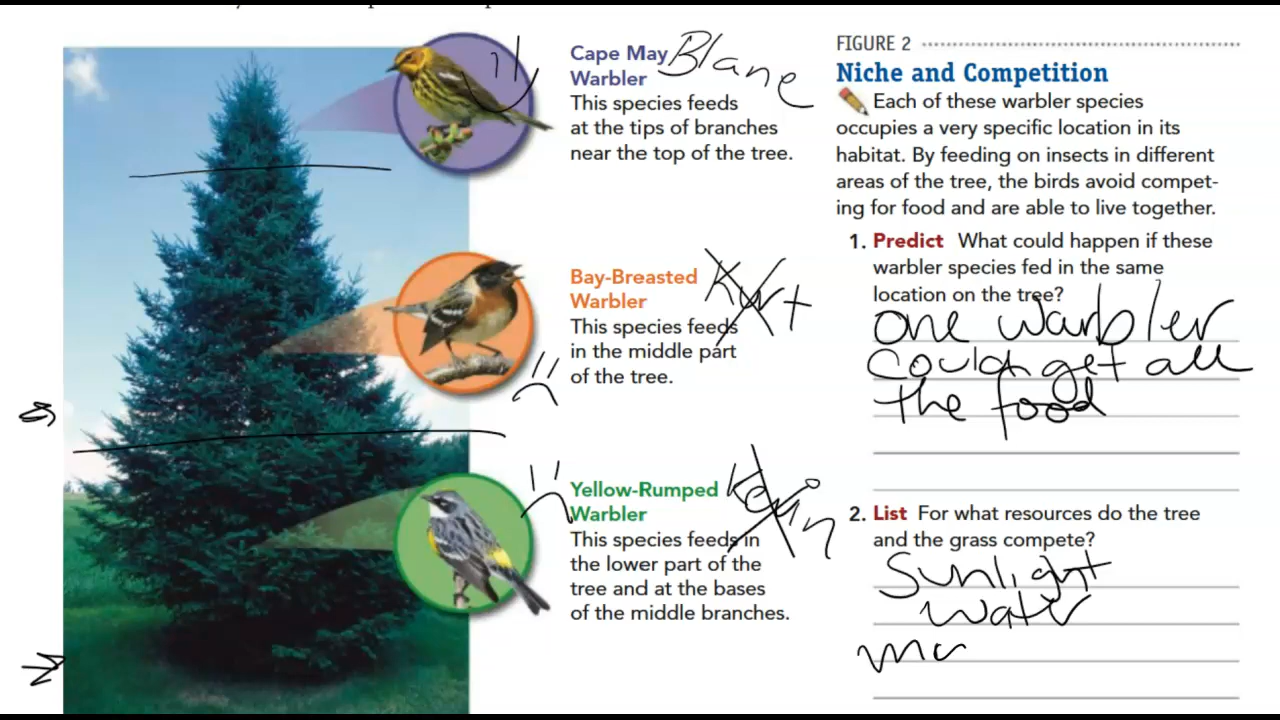 Cape May Blane
Warbler
This species feeds
at the tips of branches
near the top of the tree.
Bay-Breasted Kurt
Warbler
This species feeds
in the middle part
of the tree.
Yellow-Rumped Kevin
Warbler
This species feeds in
the lower part of the
tree and at the bases
of the middle branches.
FIGURE 2
Niche and Competition
Each of these warbler species
occupies a very specific location in its
habitat. By feeding on insects in different
areas of the tree, the birds avoid compet-
ing for food and are able to live together.
1. Predict What could happen if these
warbler species fed in the same
location on the tree?
one warbler
could get all
the food
2. List For what resources do the tree
and the grass compete?
Sunlight
water